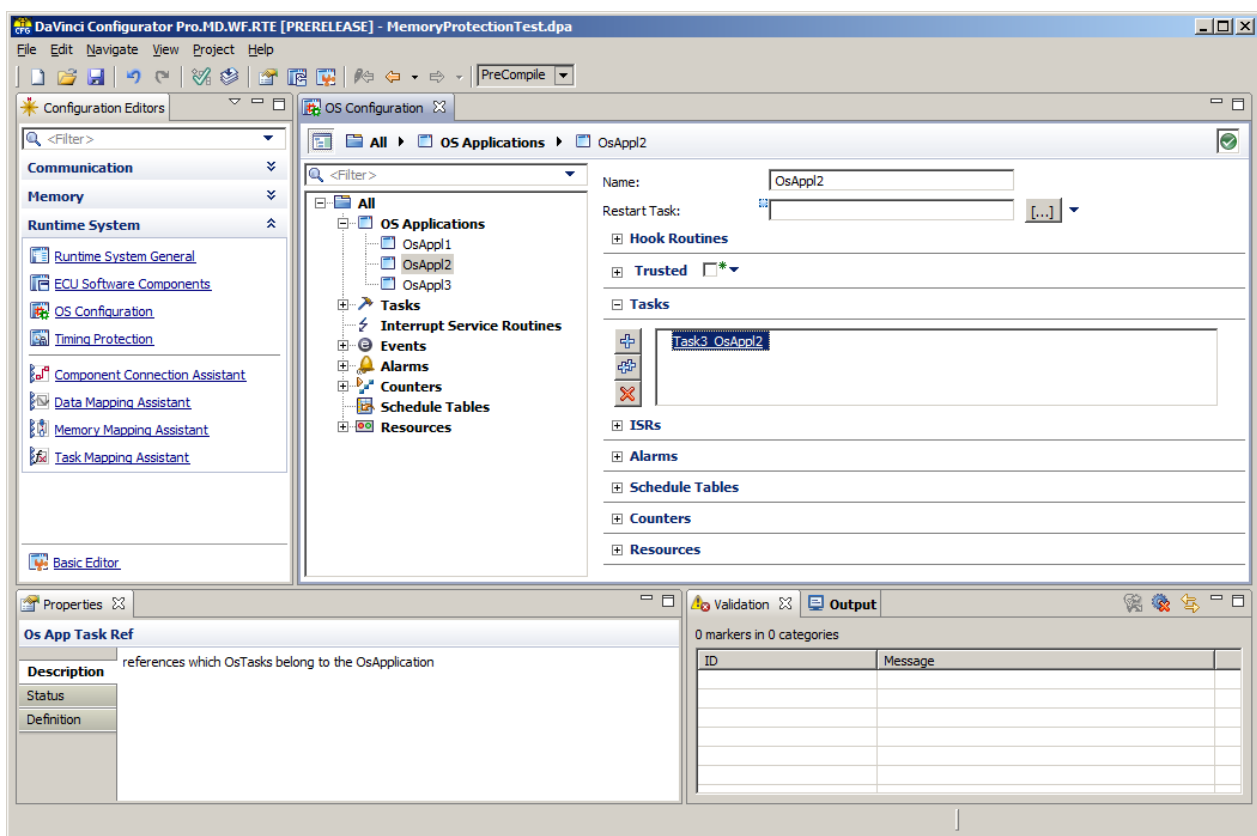 DaVinci Configurator Pro.MD.WF.RTE [PRERELEASE] - MemoryProtectionTest.dpa
File Edit Navigate View Project Help
PreCompile
Configuration Editors
<Filter>
Communication
Memory
Runtime System
Runtime System General
ECU Software Components
OS Configuration
Timing Protection
Component Connection Assistant
Data Mapping Assistant
Memory Mapping Assistant
Task Mapping Assistant
Basic Editor
OS Configuration
All OS Applications OsAppl2
<Filter>
All
OS Applications
OsAppl1
OsAppl2
OsAppl3
Tasks
Interrupt Service Routines
Events
Alarms
Counters
Schedule Tables
Resources
Name: OsAppl2
Restart Task: [...]
Hook Routines
Trusted *
Tasks
Task3_OsAppl2
ISRs
Alarms
Schedule Tables
Counters
Resources
Properties
Os App Task Ref
Description
Status
Definition
references which OsTasks belong to the OsApplication
Validation Output
0 markers in 0 categories
ID Message